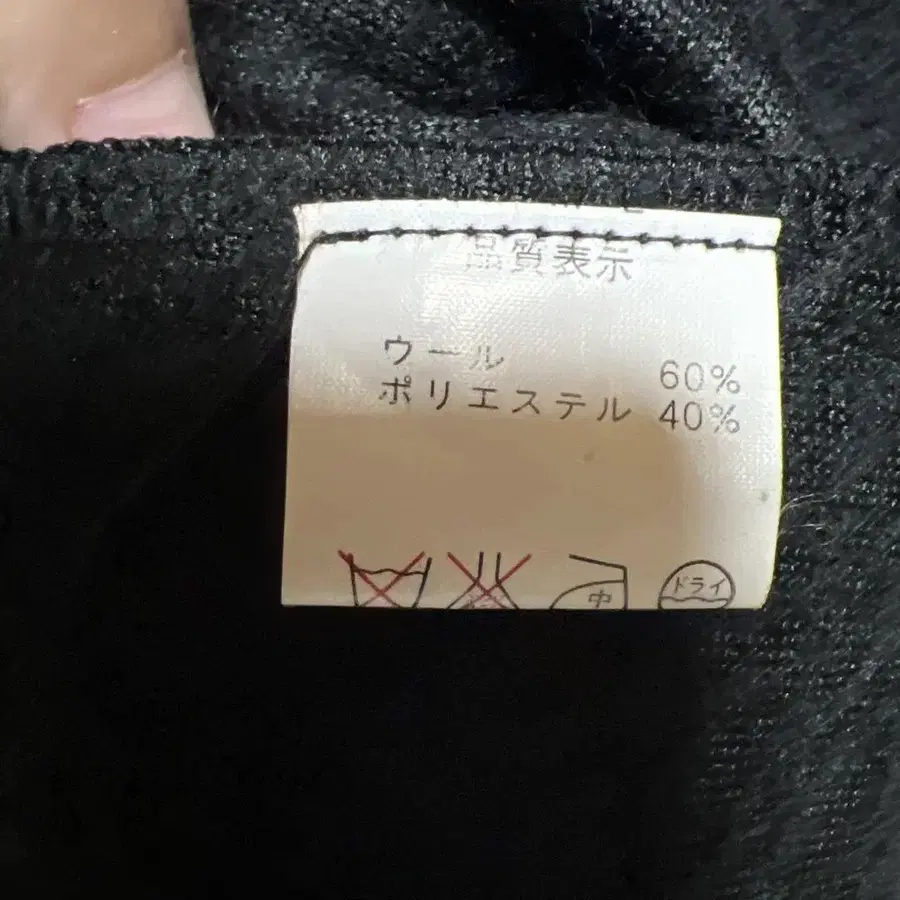 品質表示
ウール 60%
ポリエステル 40%
中 ドライ